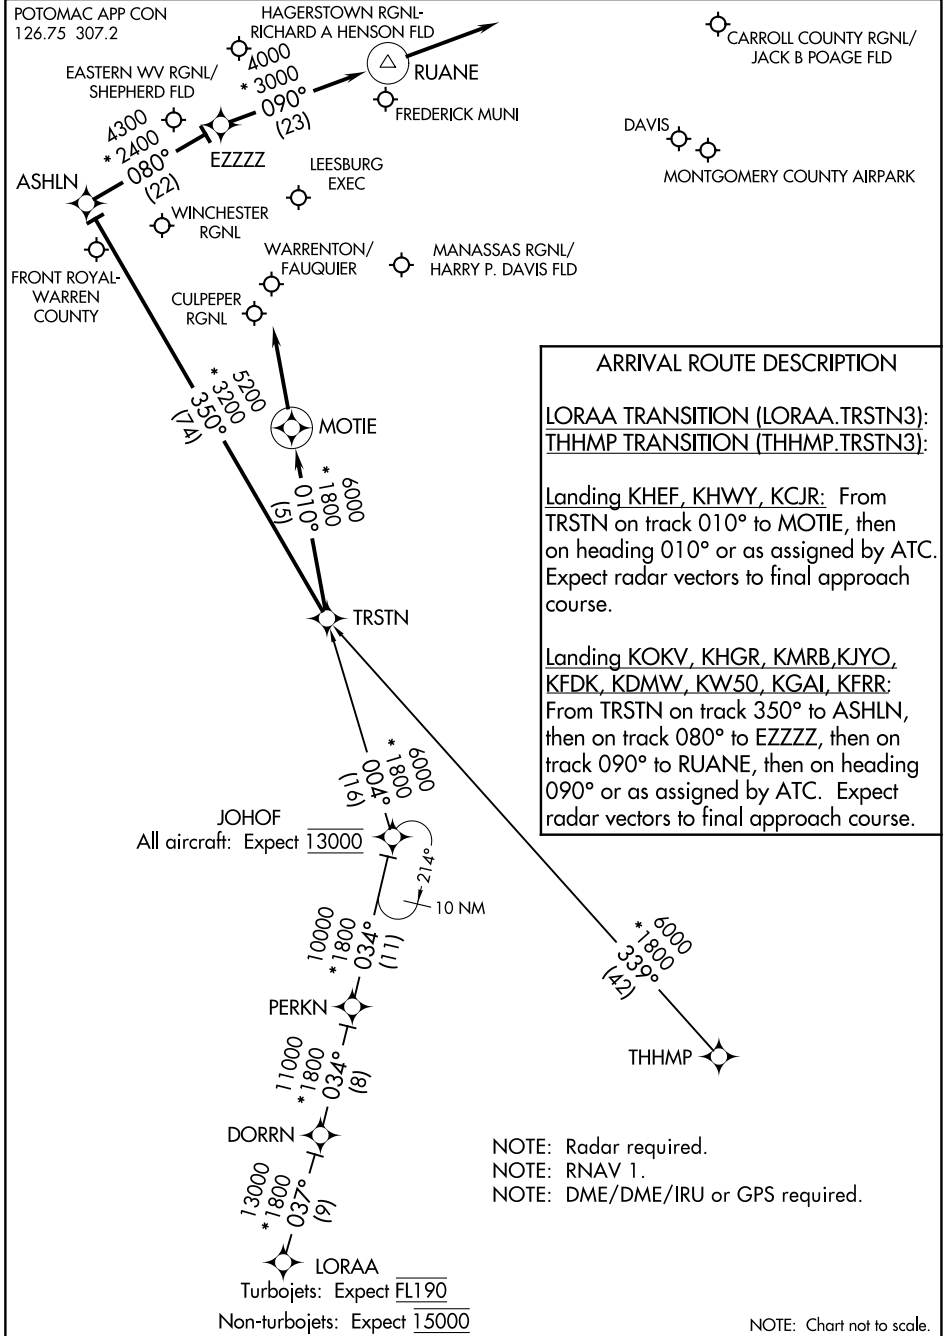 POTOMAC APP CON
126.75 307.2
HAGERSTOWN RGNL-
RICHARD A HENSON FLD
CARROLL COUNTY RGNL/
JACK B POAGE FLD
EASTERN WV RGNL/
SHEPHERD FLD
4000
* 3000
090°
(23)
RUANE
FREDERICK MUNI
4300
* 2400
080°
(22)
EZZZZ
DAVIS
MONTGOMERY COUNTY AIRPARK
ASHLN
LEESBURG
EXEC
WINCHESTER
RGNL
WARRENTON/
FAUQUIER
MANASSAS RGNL/
HARRY P. DAVIS FLD
FRONT ROYAL-
WARREN
COUNTY
CULPEPER
RGNL
5200
* 3200
350°
(74)
MOTIE
6000
* 1800
010°
(5)
TRSTN
ARRIVAL ROUTE DESCRIPTION
LORAA TRANSITION (LORAA.TRSTN3):
THHMP TRANSITION (THHMP.TRSTN3):
Landing KHEF, KHWY, KCJR: From
TRSTN on track 010° to MOTIE, then
on heading 010° or as assigned by ATC.
Expect radar vectors to final approach
course.
Landing KOKV, KHGR, KMRB,KJYO,
KFDK, KDMW, KW50, KGAI, KFRR:
From TRSTN on track 350° to ASHLN,
then on track 080° to EZZZZ, then on
track 090° to RUANE, then on heading
090° or as assigned by ATC. Expect
radar vectors to final approach course.
6000
* 1800
004°
(16)
JOHOF
All aircraft: Expect 13000
214°
10 NM
10000
* 1800
034°
(11)
6000
*1800
339°
(42)
PERKN
THHMP
11000
*1800
034°
(8)
DORRN
13000
*1800
037°
(9)
LORAA
Turbojets: Expect FL190
Non-turbojets: Expect 15000
NOTE: Radar required.
NOTE: RNAV 1.
NOTE: DME/DME/IRU or GPS required.
NOTE: Chart not to scale.